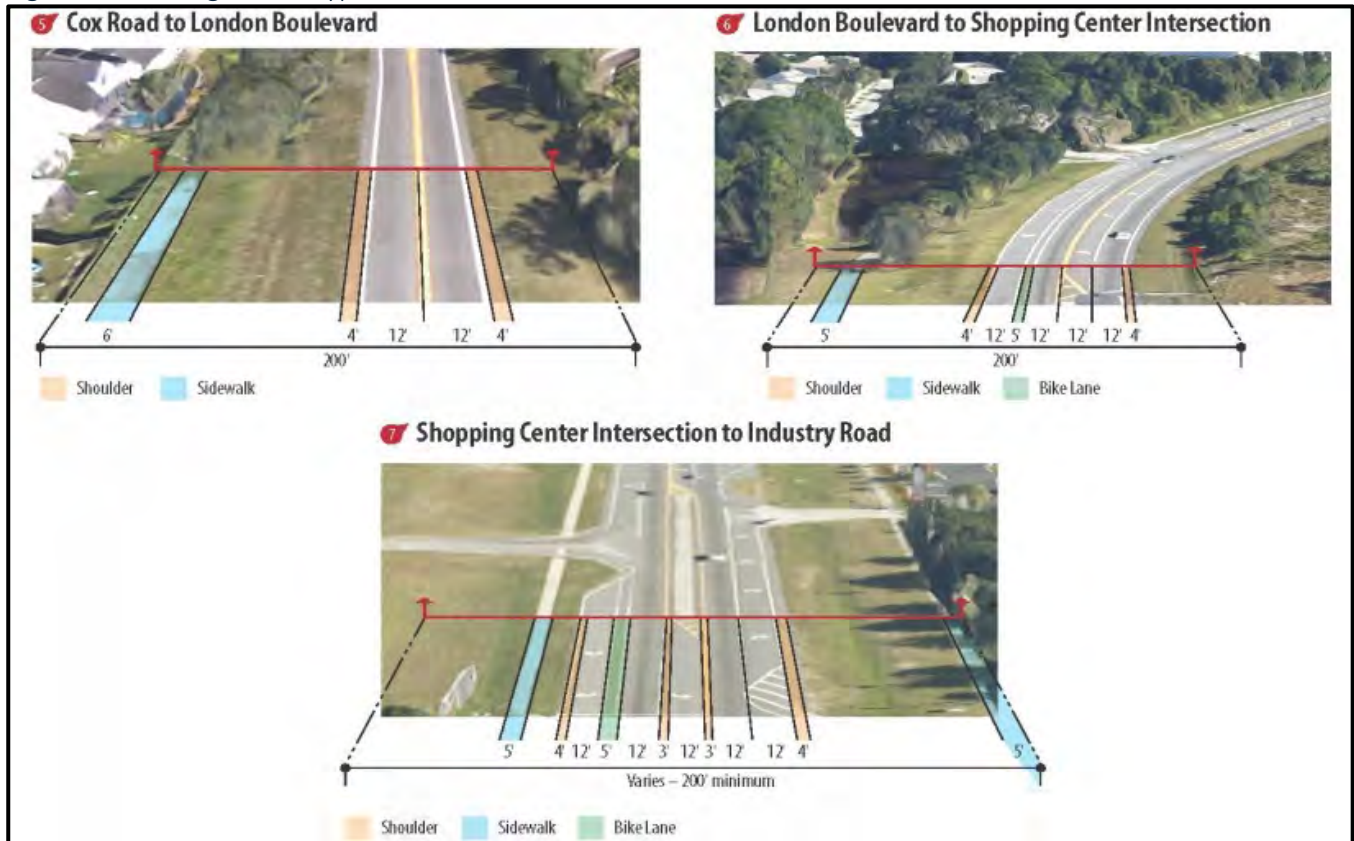 5 Cox Road to London Boulevard
6' 4' 12' 12' 4'
200'
Shoulder Sidewalk
6 London Boulevard to Shopping Center Intersection
5' 4' 12' 5' 12' 12' 12' 4'
200'
Shoulder Sidewalk Bike Lane
7 Shopping Center Intersection to Industry Road
5' 4' 12' 5' 12' 3' 12' 3' 12' 12' 4' 5'
Varies – 200' minimum
Shoulder Sidewalk Bike Lane